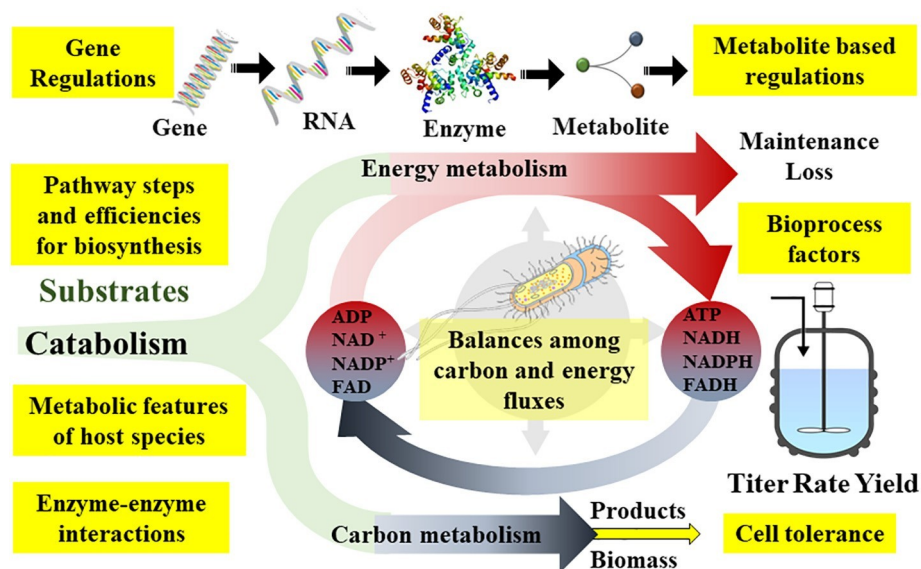 Gene
Regulations
Gene
RNA
Enzyme
Metabolite
Metabolite based
regulations
Energy metabolism
Maintenance
Loss
Pathway steps
and efficiencies
for biosynthesis
Bioprocess
factors
Substrates
Catabolism
ADP
NAD⁺
NADP⁺
FAD
Balances among
carbon and energy
fluxes
ATP
NADH
NADPH
FADH
Metabolic features
of host species
Titer Rate Yield
Enzyme-enzyme
interactions
Carbon metabolism
Products
Biomass
Cell tolerance